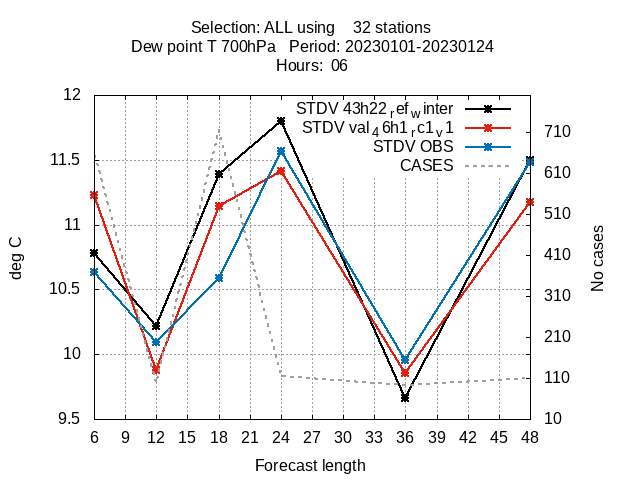 Selection: ALL using    32 stations
Dew point T 700hPa   Period: 20230101-20230124
Hours:  06
STDV 43h22refwinter
STDV val46h1rc1v1
STDV OBS
CASES
12
11.5
11
10.5
10
9.5
deg C
710
610
510
410
310
210
110
10
No cases
6 9 12 15 18 21 24 27 30 33 36 39 42 45 48
Forecast length